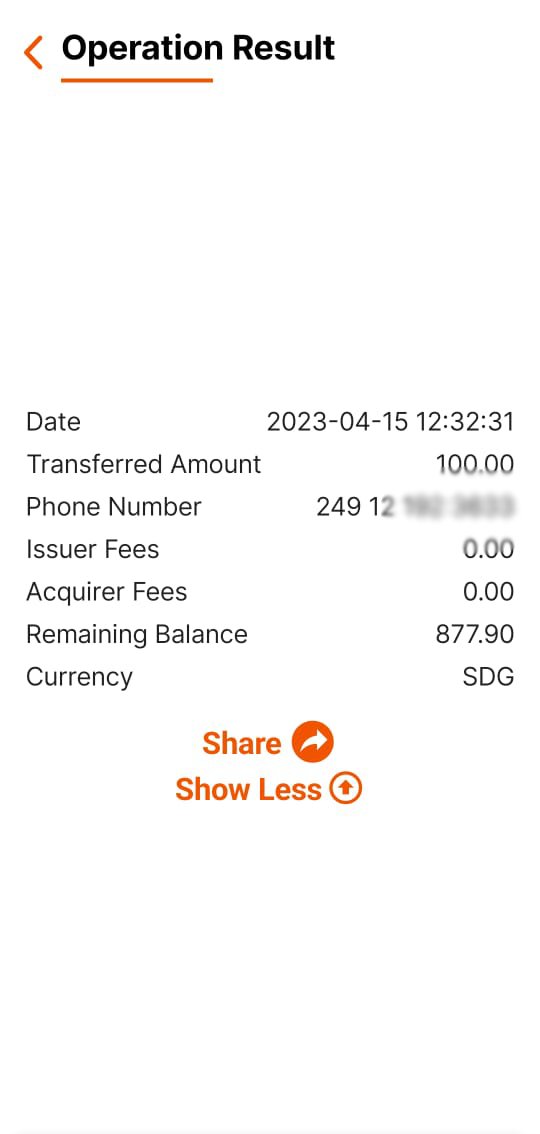 Operation Result
Date 2023-04-15 12:32:31
Transferred Amount 100.00
Phone Number 249 12
Issuer Fees 0.00
Acquirer Fees 0.00
Remaining Balance 877.90
Currency SDG
Share
Show Less